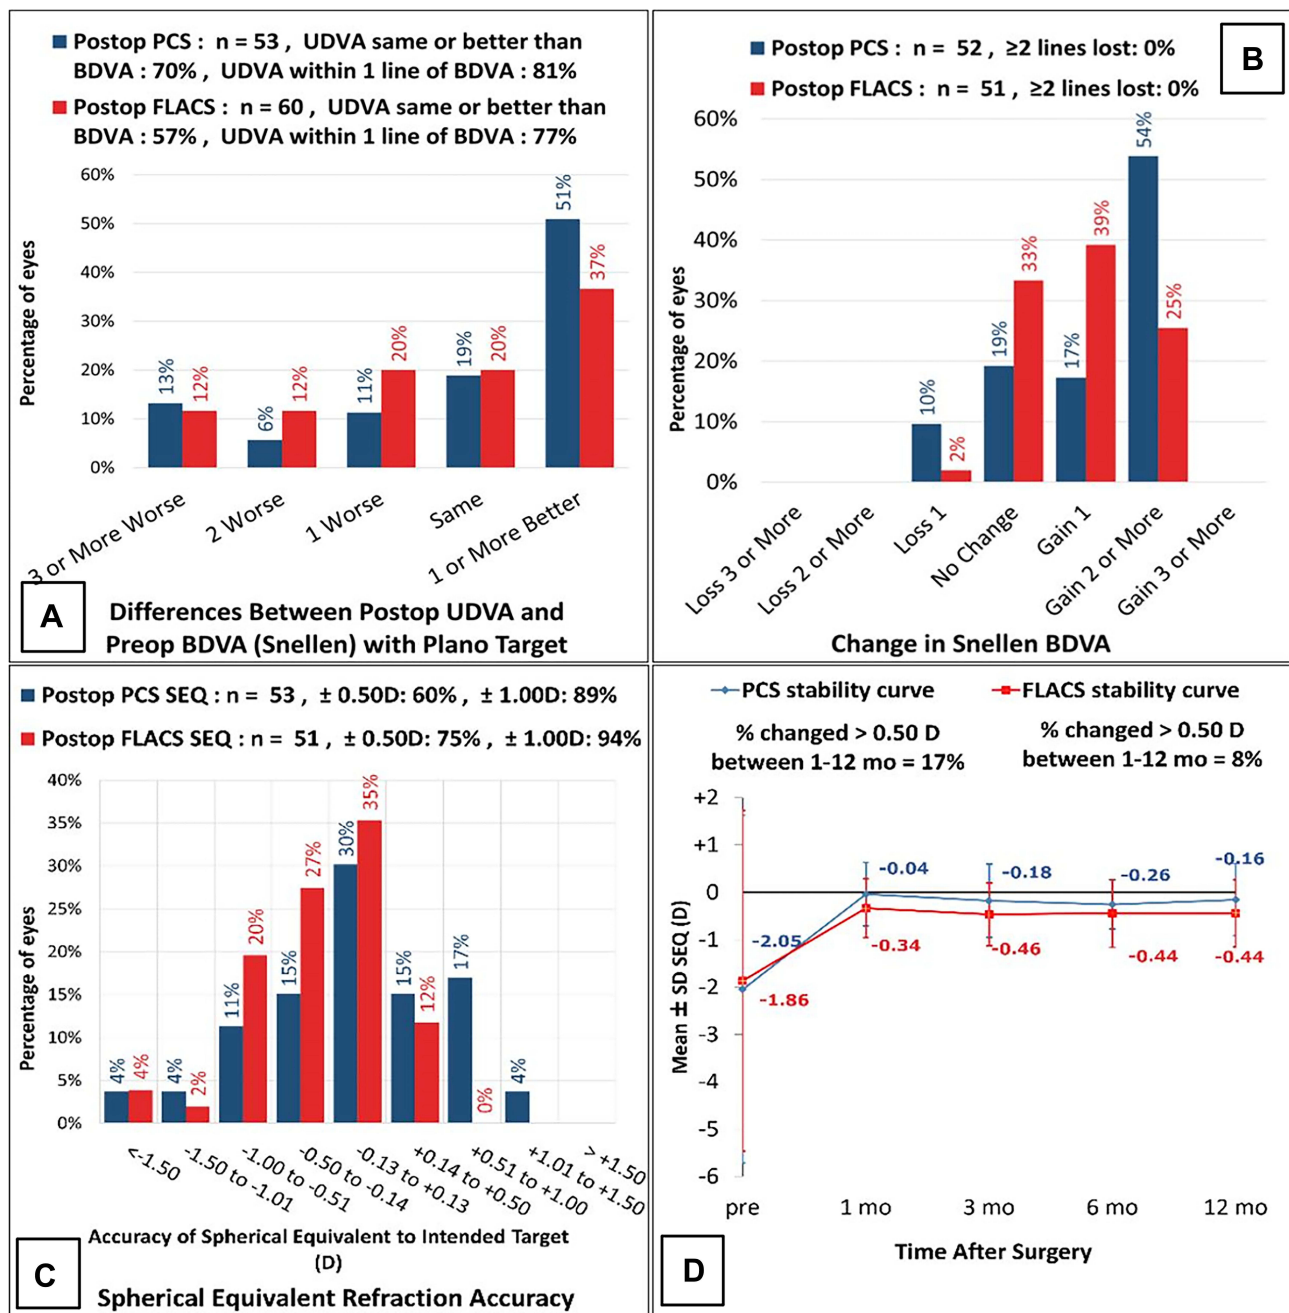 Postop PCS : n = 53 , UDVA same or better than
BDVA : 70% , UDVA within 1 line of BDVA : 81%
Postop FLACS : n = 60 , UDVA same or better than
BDVA : 57% , UDVA within 1 line of BDVA : 77%
60%
50%
40%
30%
20%
10%
0%
Percentage of eyes
13%
12%
6%
12%
11%
20%
19%
20%
51%
37%
3 or More Worse
2 Worse
1 Worse
Same
1 or More Better
A
Differences Between Postop UDVA and
Preop BDVA (Snellen) with Plano Target
Postop PCS : n = 52 , ≥2 lines lost: 0%
Postop FLACS : n = 51 , ≥2 lines lost: 0%
B
60%
50%
40%
30%
20%
10%
0%
Percentage of eyes
10%
2%
19%
33%
17%
39%
54%
25%
Loss 3 or More
Loss 2 or More
Loss 1
No Change
Gain 1
Gain 2 or More
Gain 3 or More
Change in Snellen BDVA
Postop PCS SEQ : n = 53 , ± 0.50D: 60% , ± 1.00D: 89%
Postop FLACS SEQ : n = 51 , ± 0.50D: 75% , ± 1.00D: 94%
40%
35%
30%
25%
20%
15%
10%
5%
0%
Percentage of eyes
4%
4%
4%
2%
11%
20%
15%
27%
30%
35%
15%
12%
17%
0%
4%
<-1.50
-1.50 to -1.01
-1.00 to -0.51
-0.50 to -0.14
-0.13 to +0.13
+0.14 to +0.50
+0.51 to +1.00
+1.01 to +1.50
> +1.50
Accuracy of Spherical Equivalent to Intended Target
(D)
C
Spherical Equivalent Refraction Accuracy
PCS stability curve
FLACS stability curve
% changed > 0.50 D
between 1-12 mo = 17%
% changed > 0.50 D
between 1-12 mo = 8%
+2
+1
0
-1
-2
-3
-4
-5
-6
Mean ± SD SEQ (D)
-2.05
-0.04
-0.18
-0.26
-0.16
-1.86
-0.34
-0.46
-0.44
-0.44
pre
1 mo
3 mo
6 mo
12 mo
Time After Surgery
D